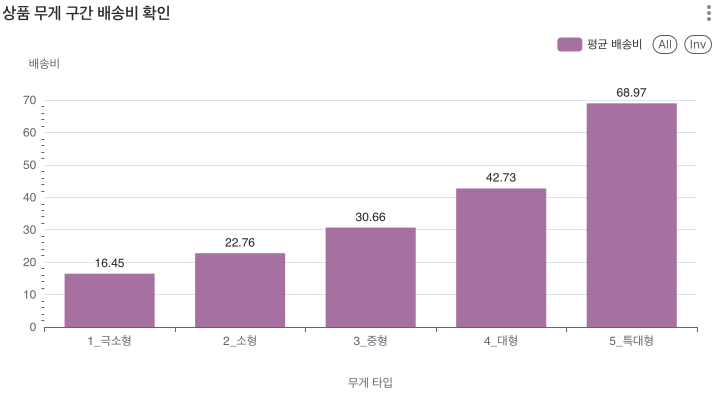 상품 무게 구간 배송비 확인
평균 배송비 All Inv
배송비
70
60
50
40
30
20
10
0
16.45
22.76
30.66
42.73
68.97
1_극소형 2_소형 3_중형 4_대형 5_특대형
무게 타입